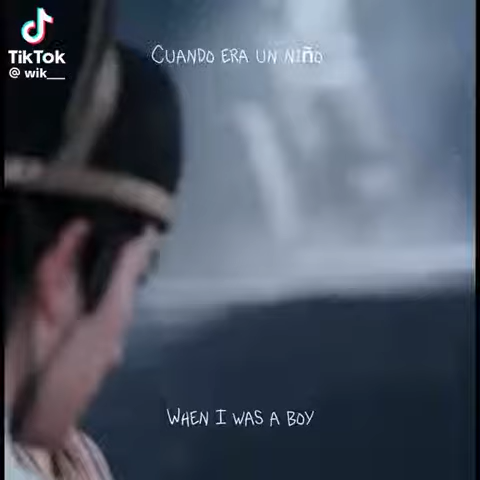 TikTok
@ wik___
CUANDO ERA UN NIñO
WHEN I WAS A BOY